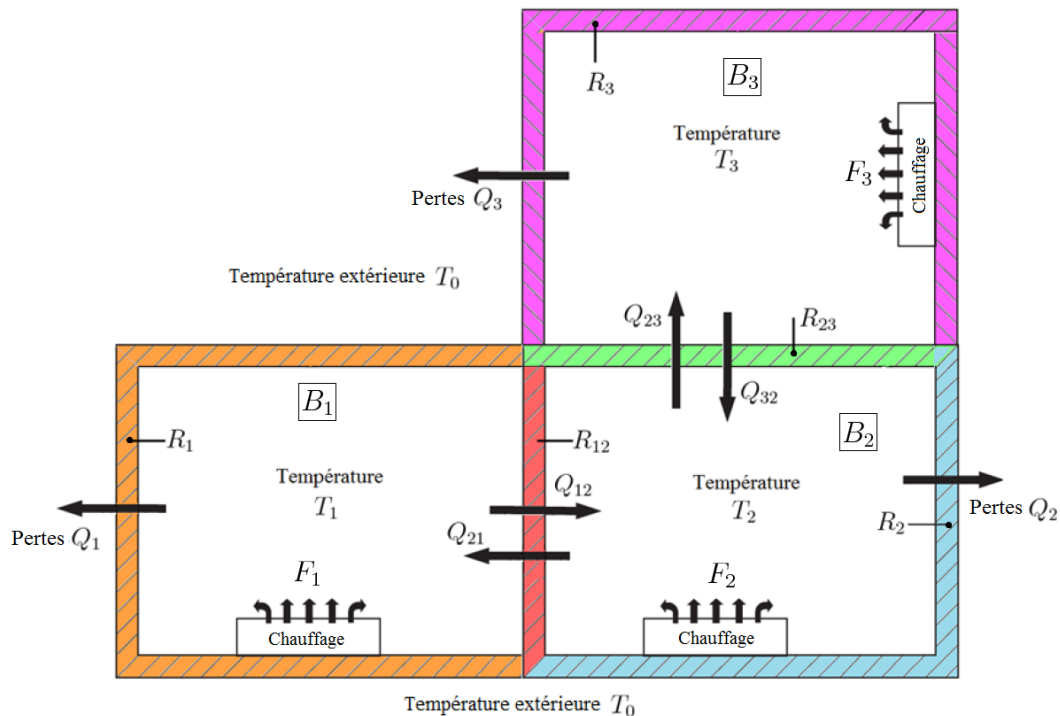 B₃
R₃
Température
T₃
F₃
Chauffage
Pertes Q₃
Température extérieure T₀
Q₂₃
R₂₃
Q₃₂
B₁
B₂
R₁
R₁₂
Température
T₁
Q₁₂
Température
T₂
Pertes Q₁
Q₂₁
R₂
Pertes Q₂
F₁
F₂
Chauffage
Chauffage
Température extérieure T₀